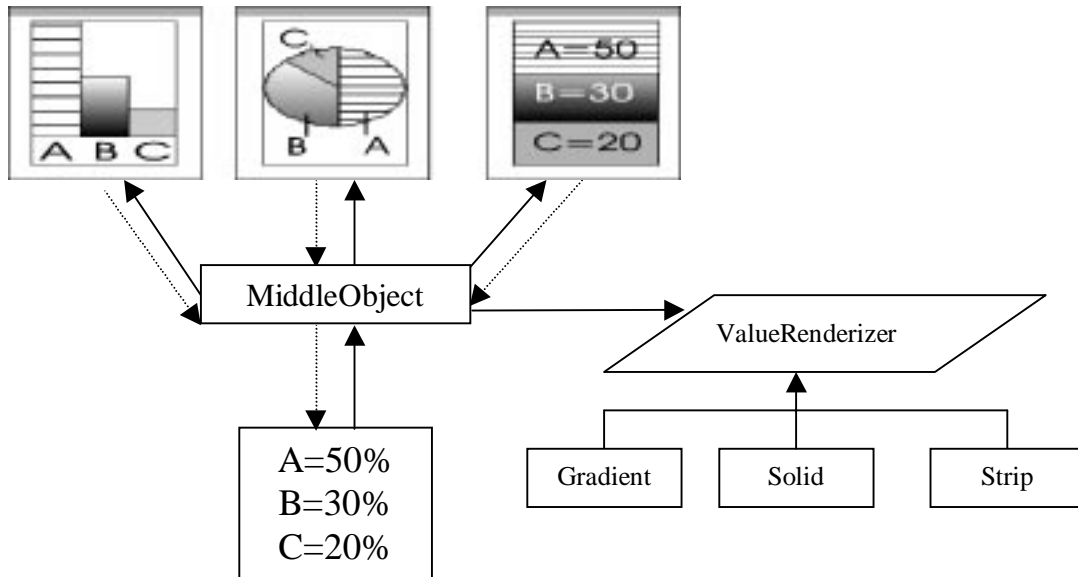 A B C
C
B A
A=50
B=30
C=20
MiddleObject
ValueRenderizer
A=50%
B=30%
C=20%
Gradient
Solid
Strip